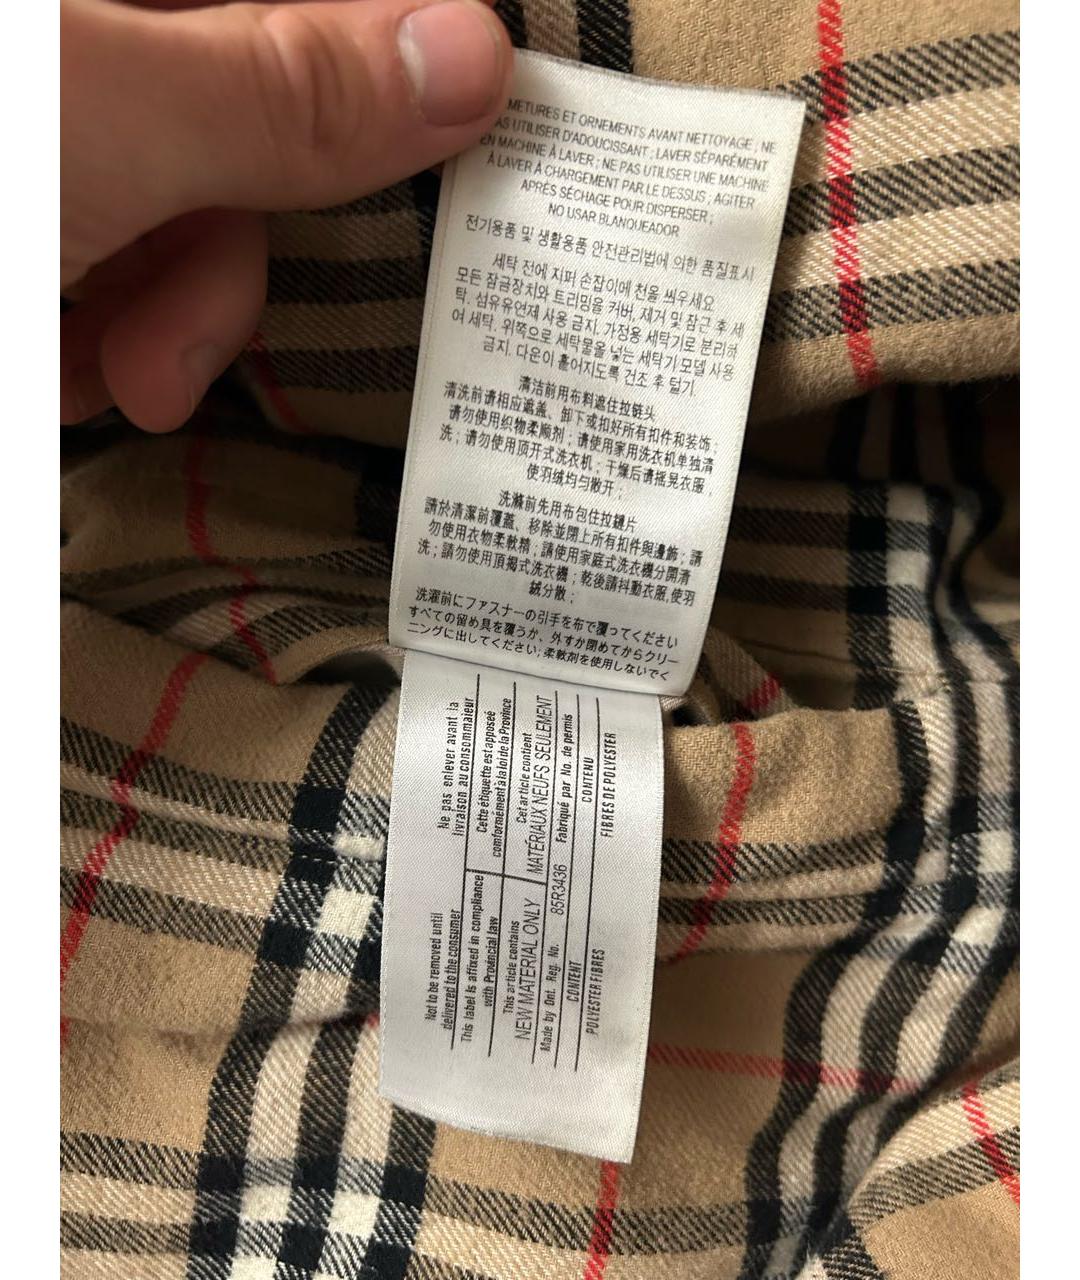 METURES ET ORNEMENTS AVANT NETTOYAGE ; NE
AS UTILISER D'ADOUCISSANT ; LAVER SÉPARÉMENT
EN MACHINE À LAVER ; NE PAS UTILISER UNE MACHINE
À LAVER À CHARGEMENT PAR LE DESSUS ; AGITER
APRÈS SÉCHAGE POUR DISPERSER ;
NO USAR BLANQUEADOR
전기용품 및 생활용품 안전관리법에 의한 품질표시
세탁 전에 지퍼 손잡이에 천을 씌우세요
모든 잠금장치와 트리밍을 커버, 제거 및 잠근 후 세
탁. 섬유유연제 사용 금지. 가정용 세탁기로 분리하
여 세탁. 위쪽으로 세탁물을 넣는 세탁기 모델 사용
금지. 다운이 흩어지도록 건조 후 털기.
清洁前用布料遮住拉链头
清洗前请相应遮盖、卸下或扣好所有扣件和装饰；
请勿使用织物柔顺剂；请使用家用洗衣机单独清
洗；请勿使用顶开式洗衣机；干燥后请摇晃衣服，
使羽绒均匀散开；
洗滌前先用布包住拉鏈片
請於清潔前覆蓋、移除並閉上所有扣件與邊飾；請
勿使用衣物柔軟精；請使用家庭式洗衣機分開清
洗；請勿使用頂揭式洗衣機；乾後請抖動衣服,使羽
絨分散；
洗濯前にファスナーの引手を布で覆ってください
すべての留め具を覆うか、外すか閉めてからクリー
ニングに出してください; 柔軟剤を使用しないでく
Not to be removed until
delivered to the consumer
Ne pas enlever avant la
livraison au consommateur
This label is affixed in compliance
with Provincial law
Cette étiquette est apposée
comformément à la loi de la Province
This article contains
NEW MATERIAL ONLY
Cet article contient
MATÉRIAUX NEUFS SEULEMENT
Made by Ont. Reg. No. 85R3436 Fabriqué par No. de permis
CONTENT
CONTENU
POLYESTER FIBRES
FIBRES DE POLYESTER